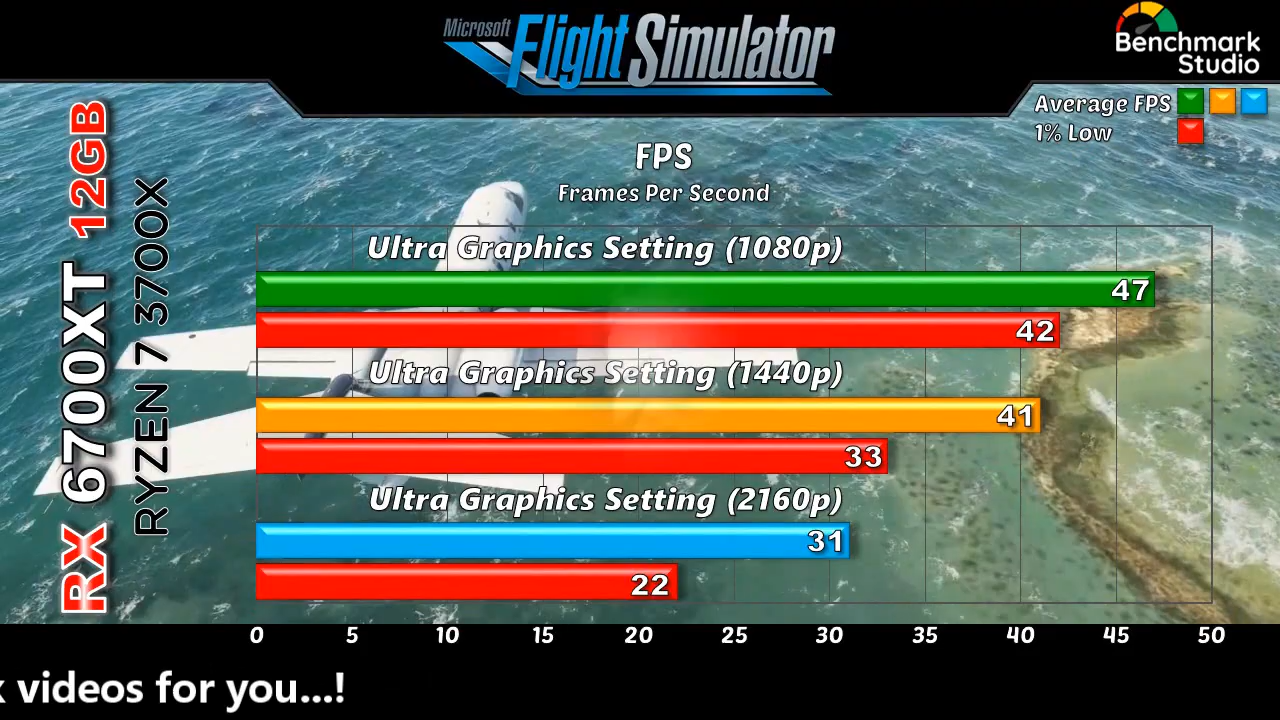 Microsoft
Flight Simulator
Benchmark
Studio
Average FPS
1% Low
RX 6700XT 12GB
RYZEN 7 3700X
FPS
Frames Per Second
Ultra Graphics Setting (1080p)
47
42
Ultra Graphics Setting (1440p)
41
33
Ultra Graphics Setting (2160p)
31
22
0 5 10 15 20 25 30 35 40 45 50
videos for you...!